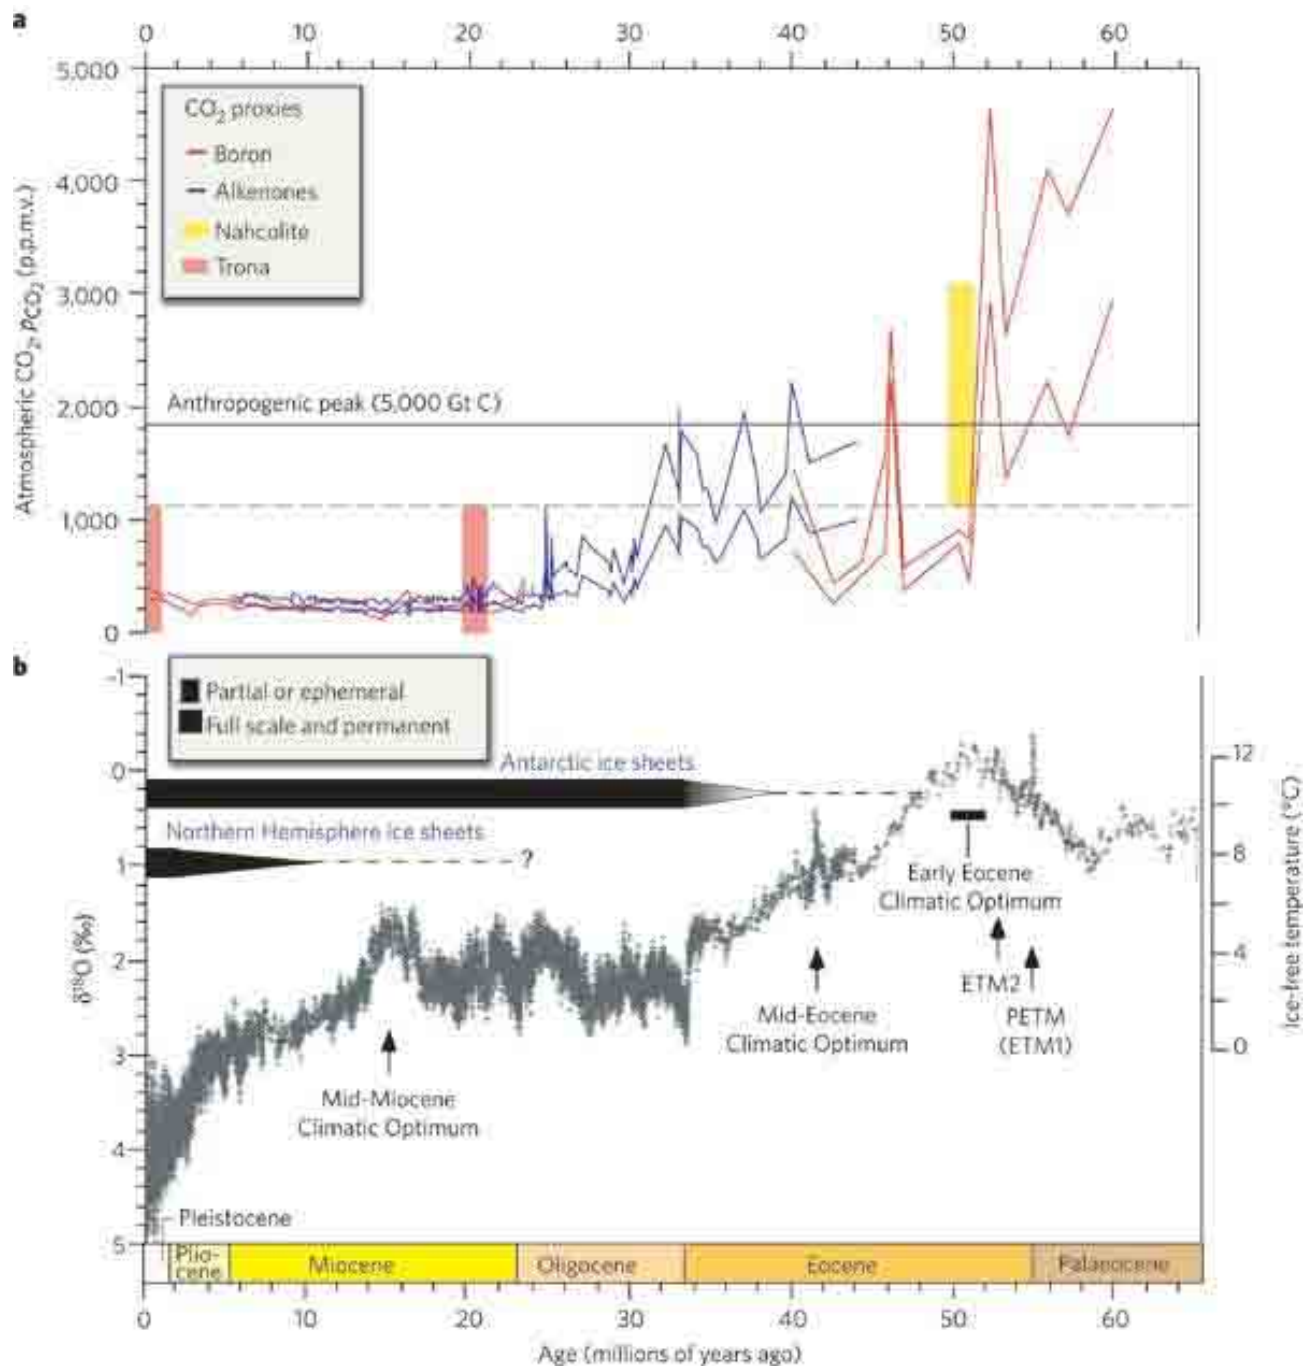 a
0 10 20 30 40 50 60
5,000
4,000
3,000
2,000
1,000
0
Atmospheric CO₂, pCO₂ (p.p.m.v.)
CO₂ proxies
Boron
Alkenones
Nahcolite
Trona
Anthropogenic peak (5,000 Gt C)
b
-1
0
1
2
3
4
5
δ¹⁸O (‰)
Partial or ephemeral
Full scale and permanent
Antarctic ice sheets
Northern Hemisphere ice sheets
?
12
8
4
0
Ice-free temperature (°C)
Early Eocene
Climatic Optimum
ETM2
PETM
(ETM1)
Mid-Eocene
Climatic Optimum
Mid-Miocene
Climatic Optimum
Pleistocene
Plio-
cene
Miocene
Oligocene
Eocene
Palaeocene
0 10 20 30 40 50 60
Age (millions of years ago)